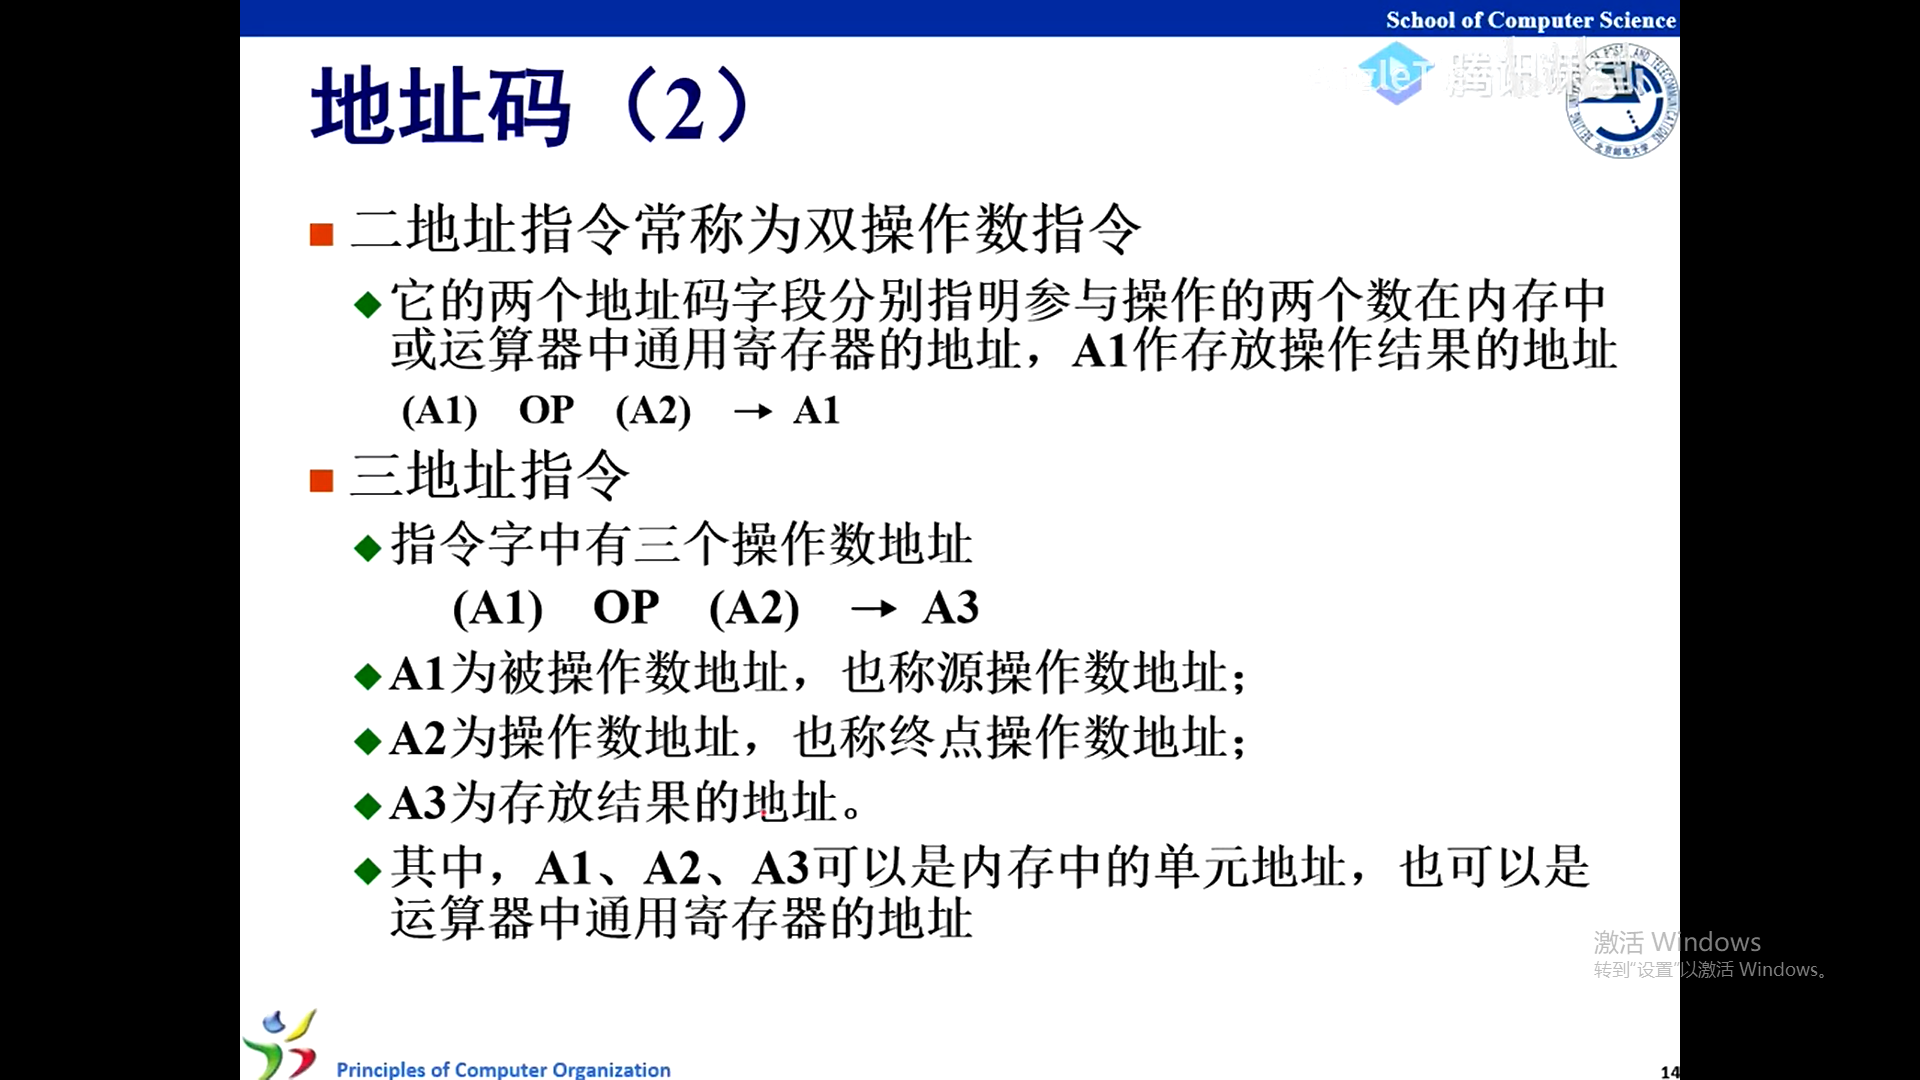 School of Computer Science
地址码（2）
腾讯课堂
二地址指令常称为双操作数指令
它的两个地址码字段分别指明参与操作的两个数在内存中
或运算器中通用寄存器的地址，A1作存放操作结果的地址
(A1) OP (A2) → A1
三地址指令
指令字中有三个操作数地址
(A1) OP (A2) → A3
A1为被操作数地址，也称源操作数地址；
A2为操作数地址，也称终点操作数地址；
A3为存放结果的地址。
其中，A1、A2、A3可以是内存中的单元地址，也可以是
运算器中通用寄存器的地址
激活 Windows
转到“设置”以激活 Windows。
Principles of Computer Organization
14